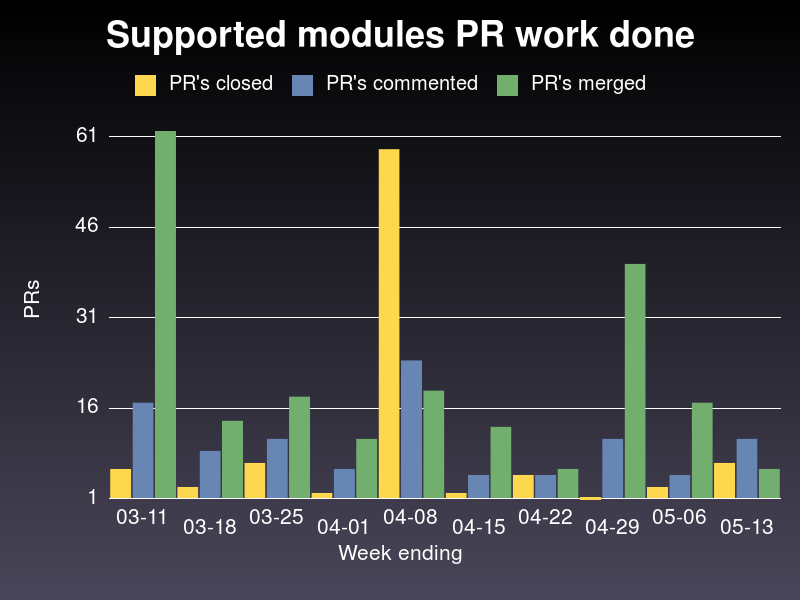 Supported modules PR work done
PR's closed PR's commented PR's merged
61
46
31
16
1
PRs
03-11 03-18 03-25 04-01 04-08 04-15 04-22 04-29 05-06 05-13
Week ending